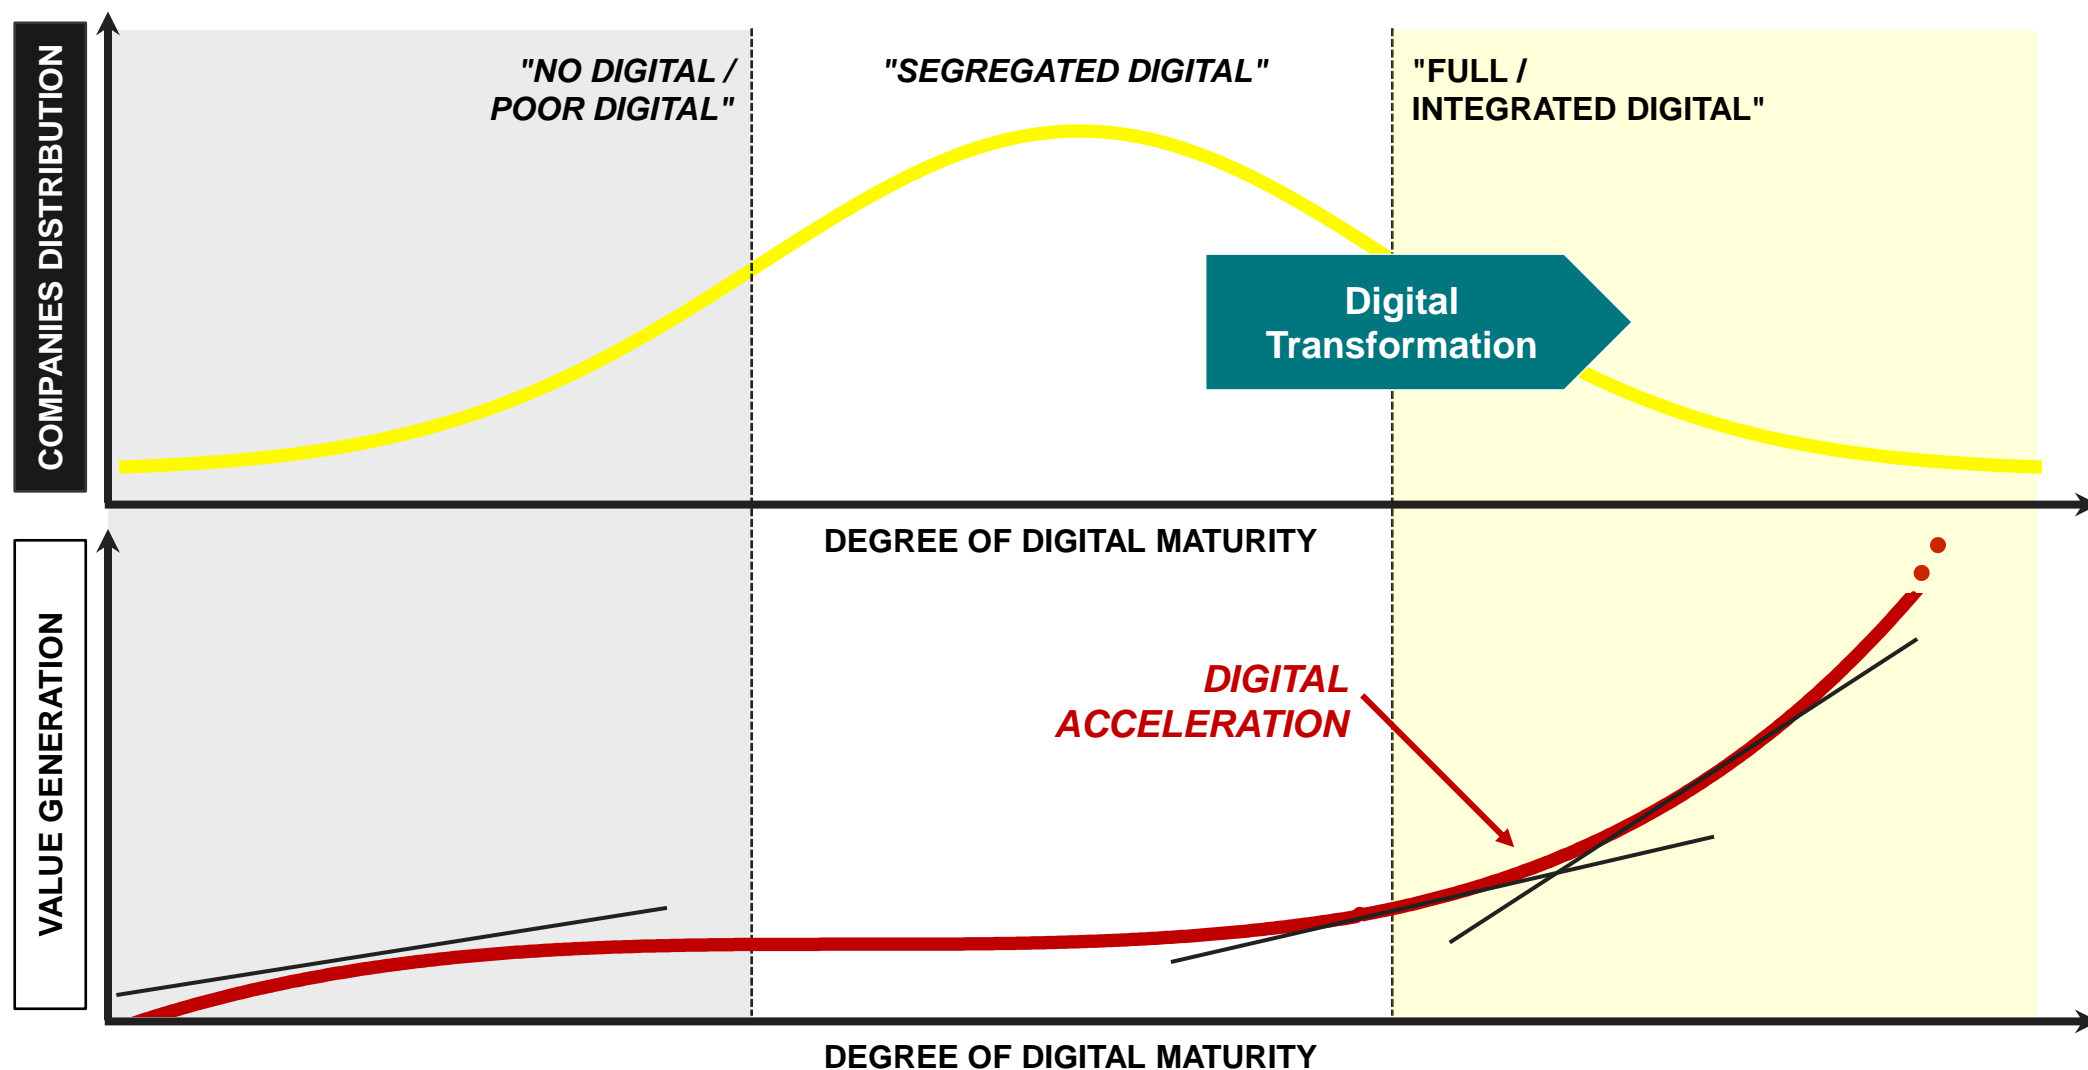 COMPANIES DISTRIBUTION
"NO DIGITAL /
POOR DIGITAL"
"SEGREGATED DIGITAL"
"FULL /
INTEGRATED DIGITAL"
Digital
Transformation
DEGREE OF DIGITAL MATURITY
VALUE GENERATION
DIGITAL
ACCELERATION
DEGREE OF DIGITAL MATURITY